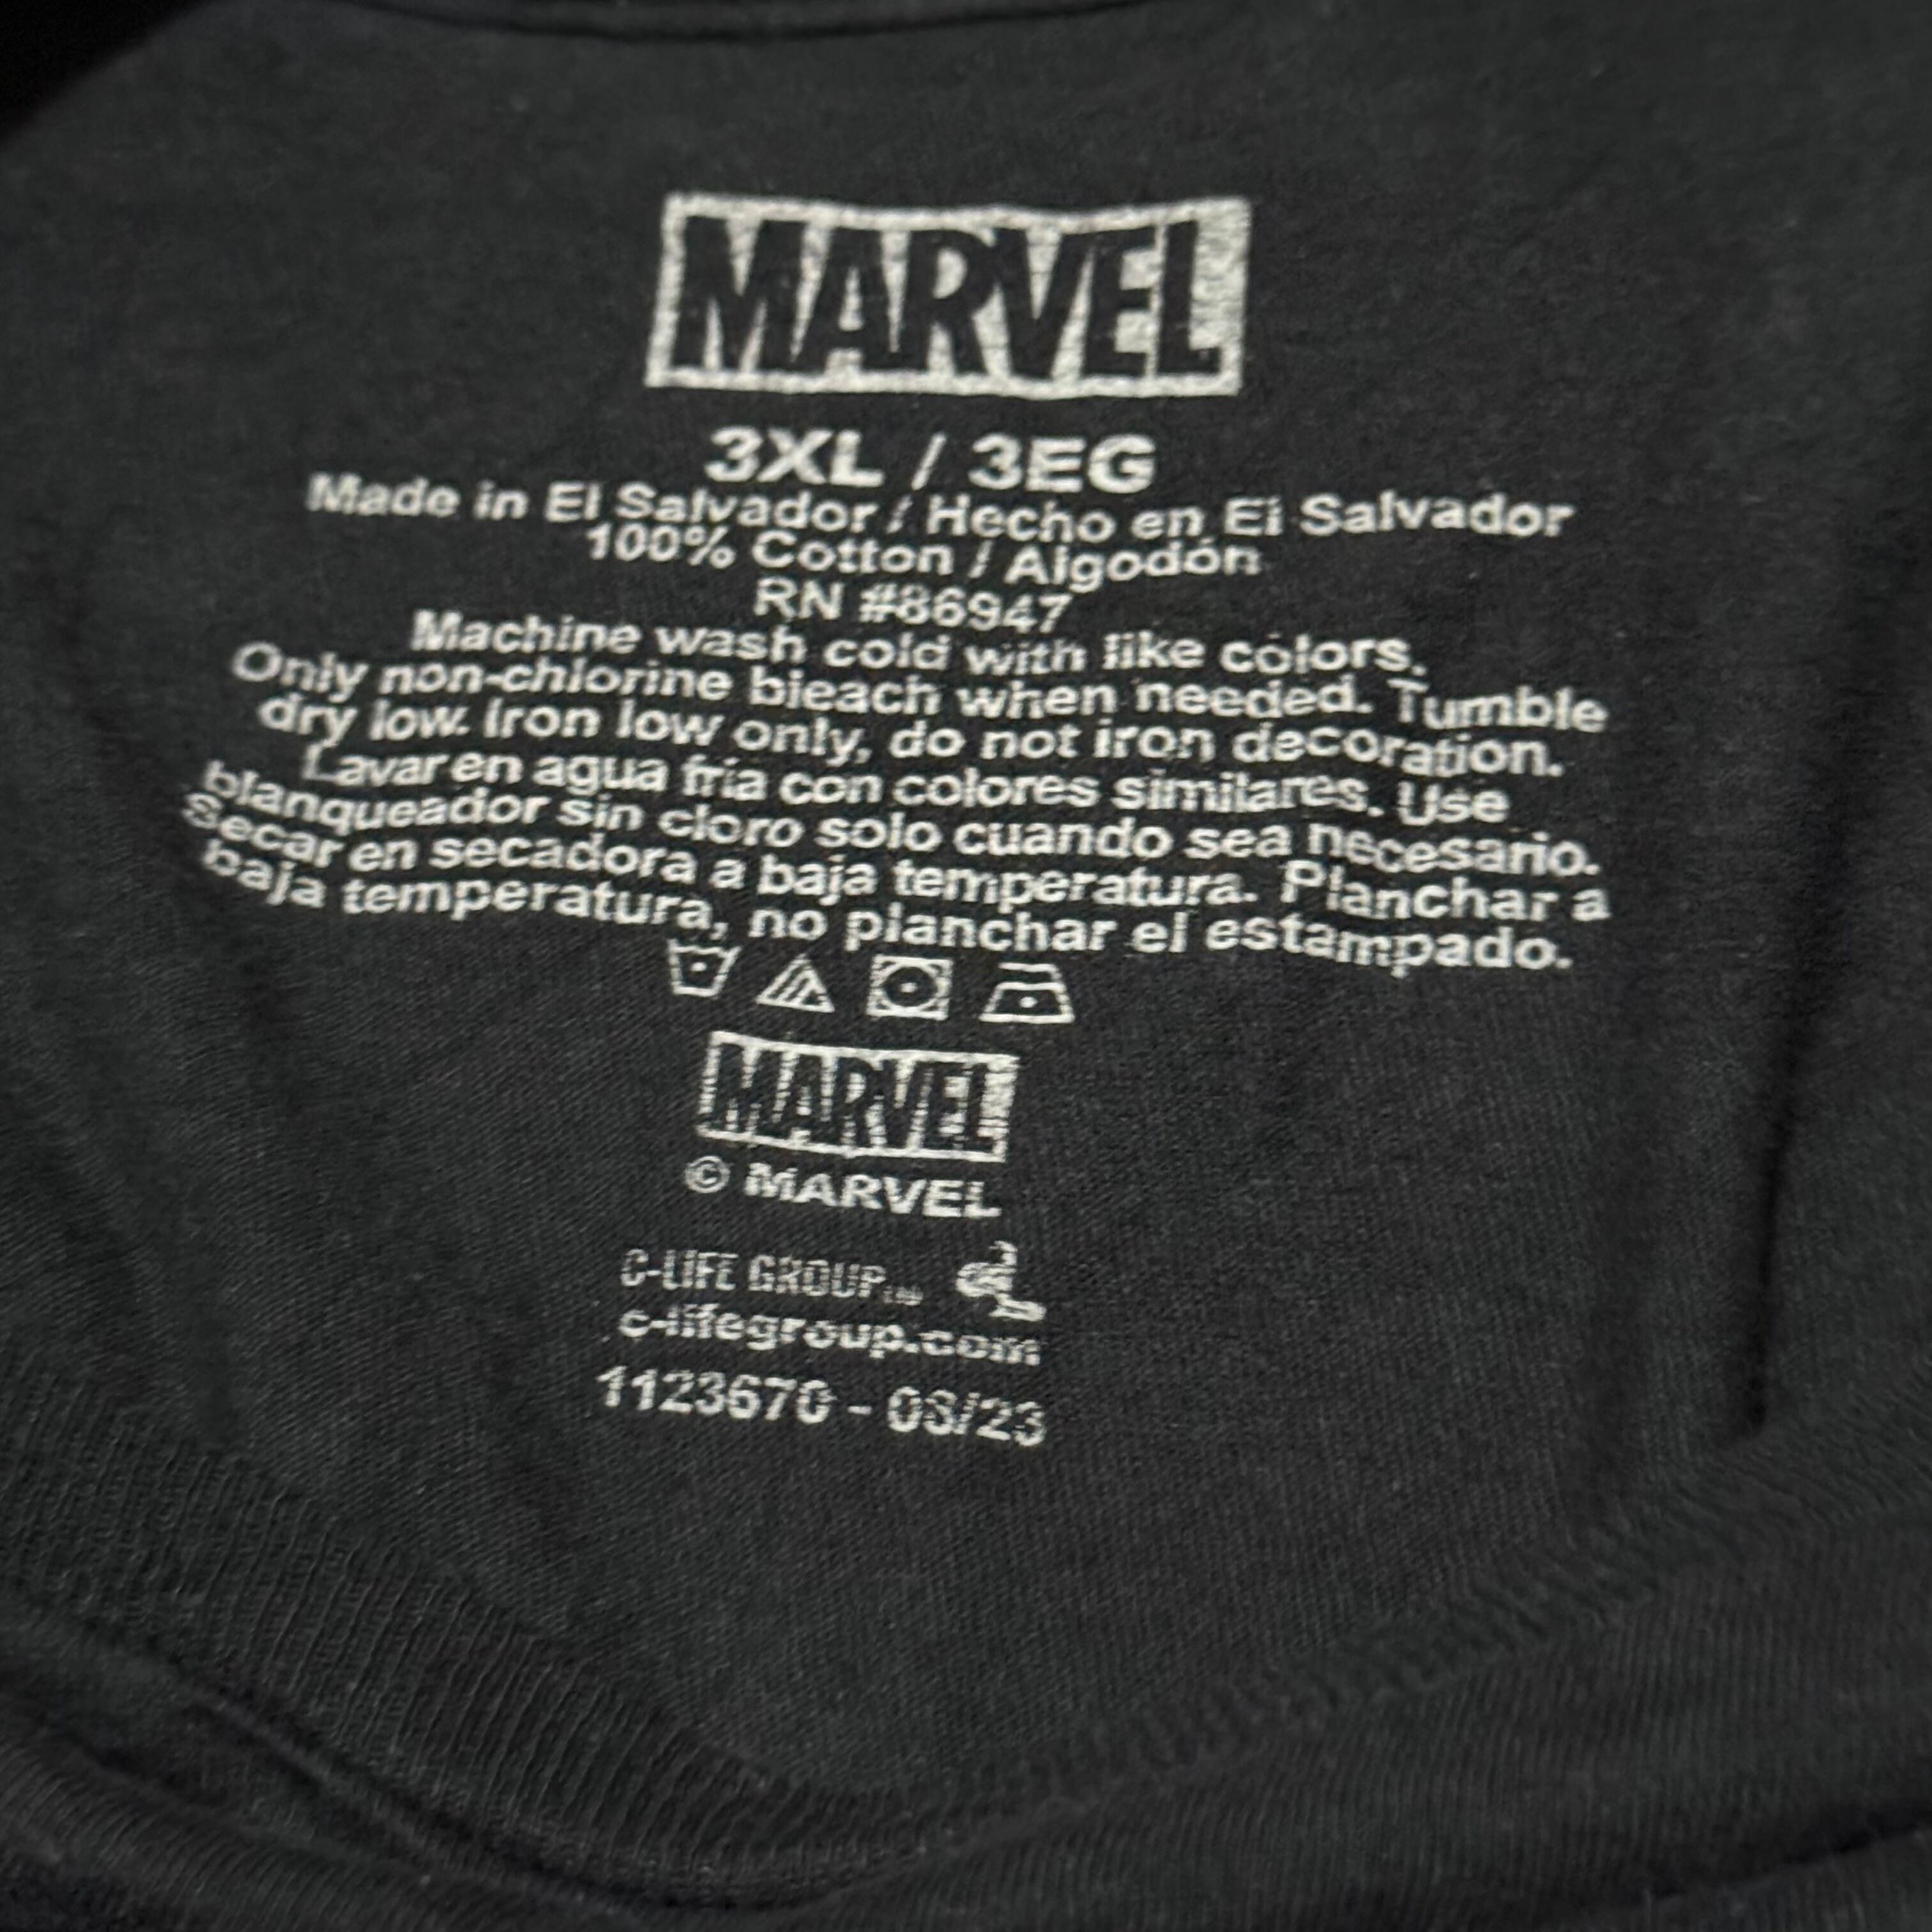 MARVEL
3XL / 3EG
Made in El Salvador / Hecho en El Salvador
100% Cotton / Algodón
RN #86947
Machine wash cold with like colors.
Only non-chlorine bleach when needed. Tumble
dry low. Iron low only, do not iron decoration.
Lavar en agua fria con colores similares. Use
blanqueador sin cloro solo cuando sea necesario.
Secar en secadora a baja temperatura. Planchar a
baja temperatura, no planchar el estampado.
MARVEL
© MARVEL
C-LIFE GROUP
c-lifegroup.com
1123670 -